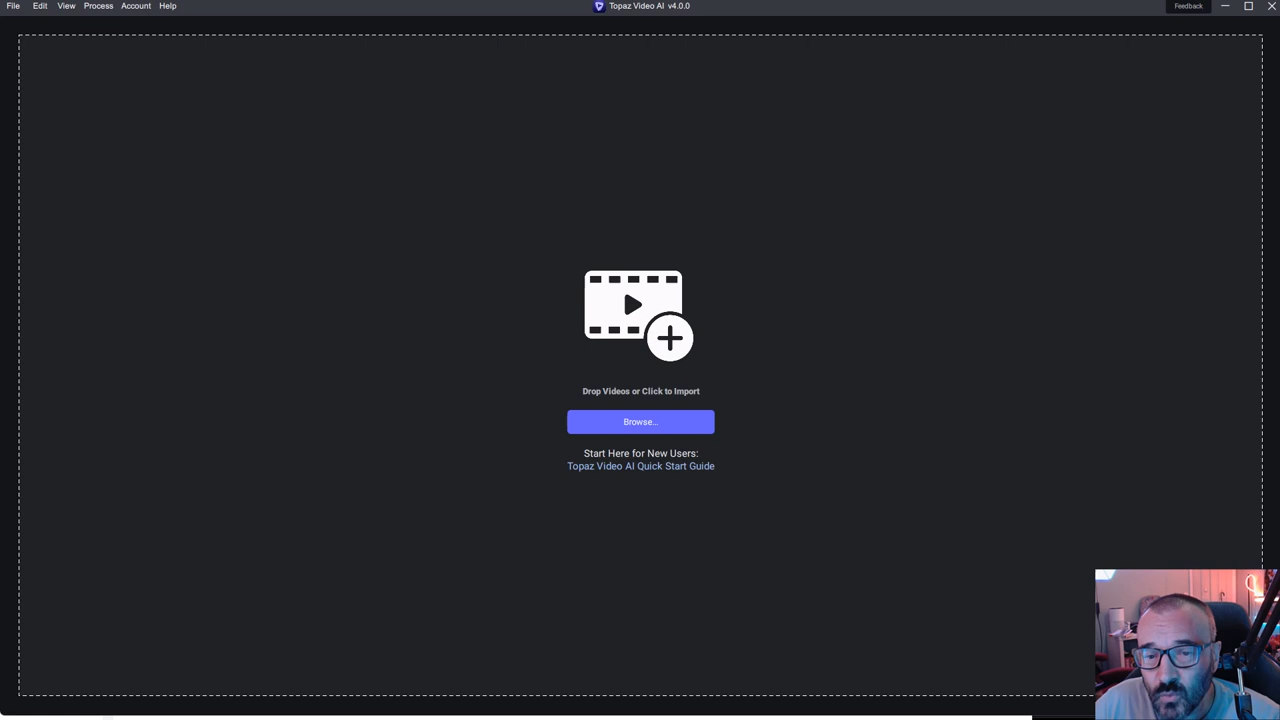 File Edit View Process Account Help
Topaz Video AI v4.0.0
Feedback
Drop Videos or Click to Import
Browse...
Start Here for New Users:
Topaz Video AI Quick Start Guide